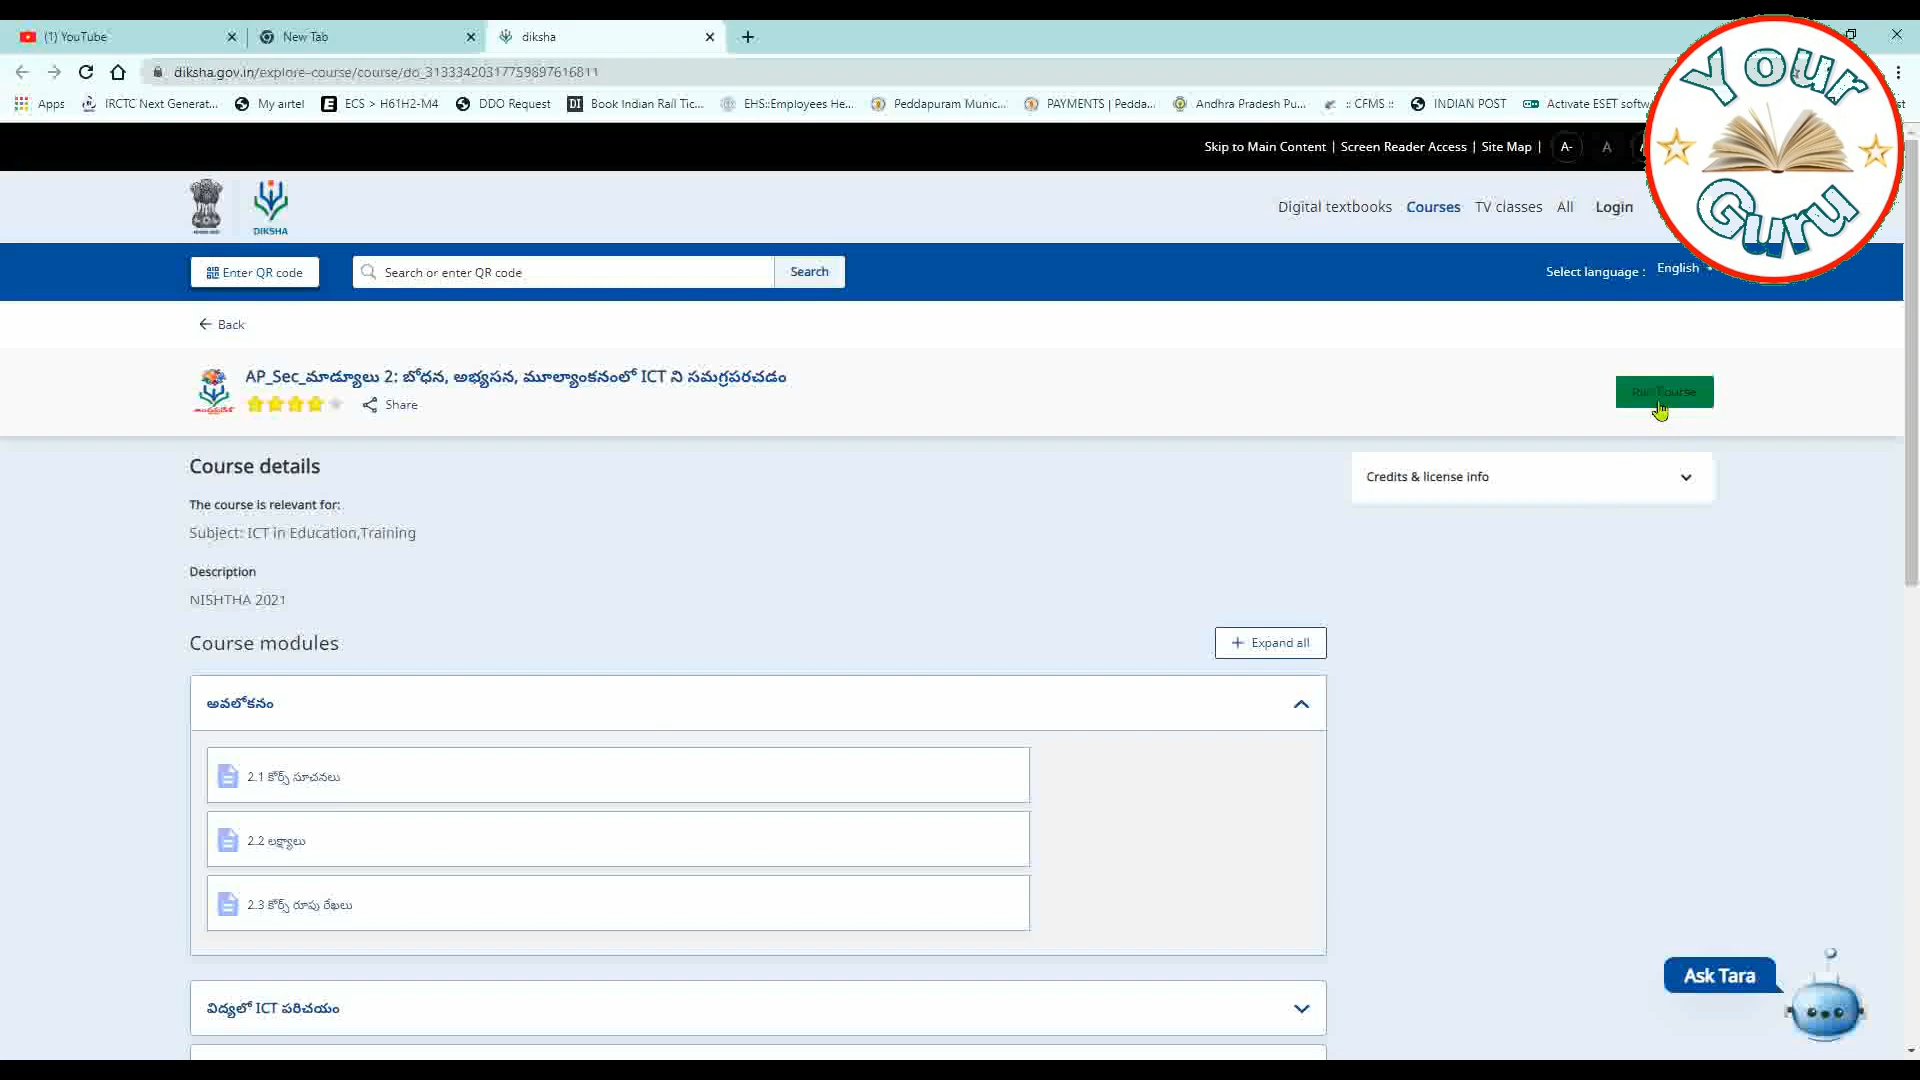 (1) YouTube
New Tab
diksha
diksha.gov.in/explore-course/course/do_31333420317759897616811
Apps
IRCTC Next Generat...
My airtel
ECS > H61H2-M4
DDO Request
Book Indian Rail Tic...
EHS::Employees He...
Peddapuram Munic...
PAYMENTS | Pedda...
Andhra Pradesh Pu...
:: CFMS ::
INDIAN POST
Activate ESET softw
Your
Guru
Skip to Main Content | Screen Reader Access | Site Map | A- A
DIKSHA
Digital textbooks Courses TV classes All Login
Enter QR code
Search or enter QR code
Search
Select language : English
Back
AP_Sec_మాడ్యూలు 2: బోధన, అభ్యసన, మూల్యాంకనంలో ICT ని సమగ్రపరచడం
Share
Course
Course details
Credits & license info
The course is relevant for:
Subject: ICT in Education,Training
Description
NISHTHA 2021
Course modules
Expand all
అవలోకనం
2.1 కోర్స్ సూచనలు
2.2 లక్ష్యాలు
2.3 కోర్స్ రూపు రేఖలు
Ask Tara
విద్యలో ICT పరిచయం